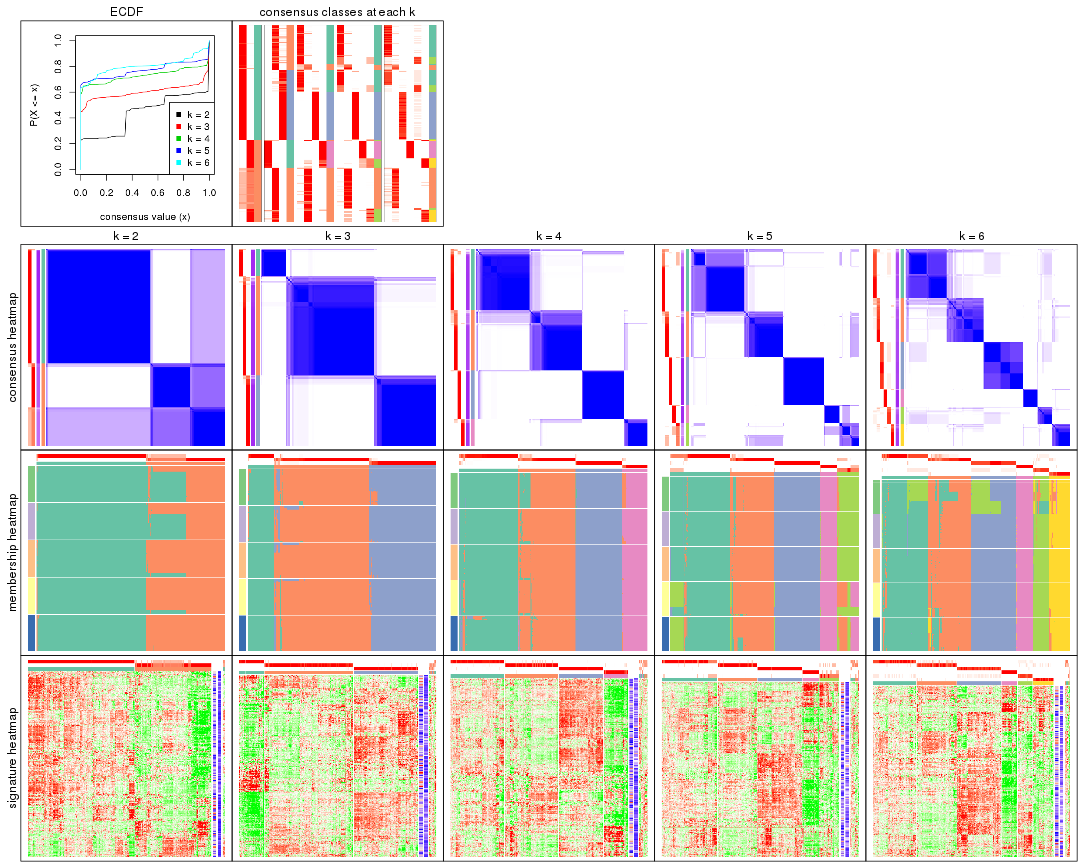 ECDF
consensus classes at each k
P(X <= x)
0.0 0.2 0.4 0.6 0.8 1.0
k = 2
k = 3
k = 4
k = 5
k = 6
0.0 0.2 0.4 0.6 0.8 1.0
consensus value (x)
k = 2 k = 3 k = 4 k = 5 k = 6
consensus heatmap
membership heatmap
signature heatmap